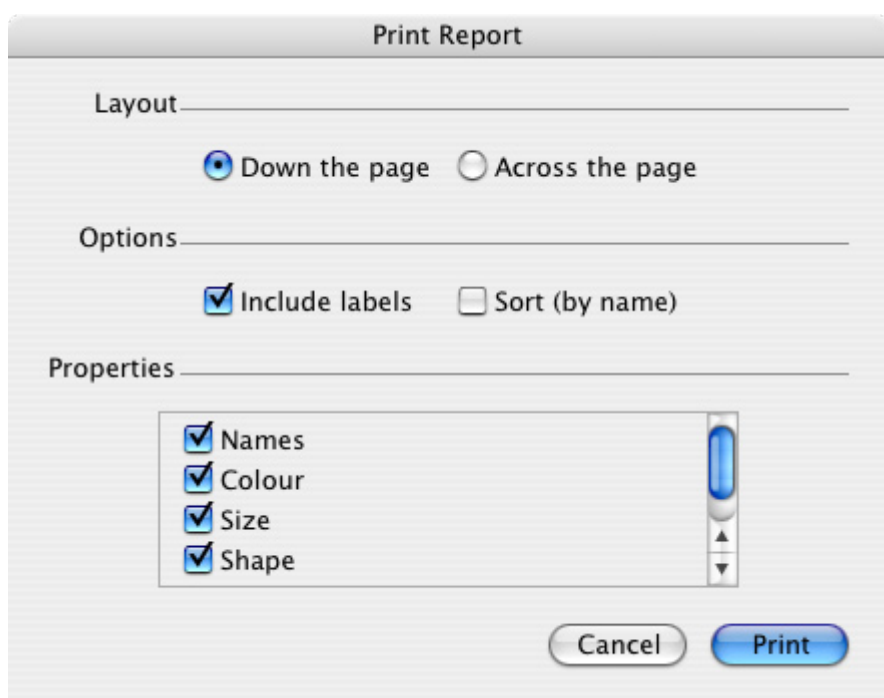 Print Report
Layout
Down the page Across the page
Options
Include labels Sort (by name)
Properties
Names
Colour
Size
Shape
Cancel Print